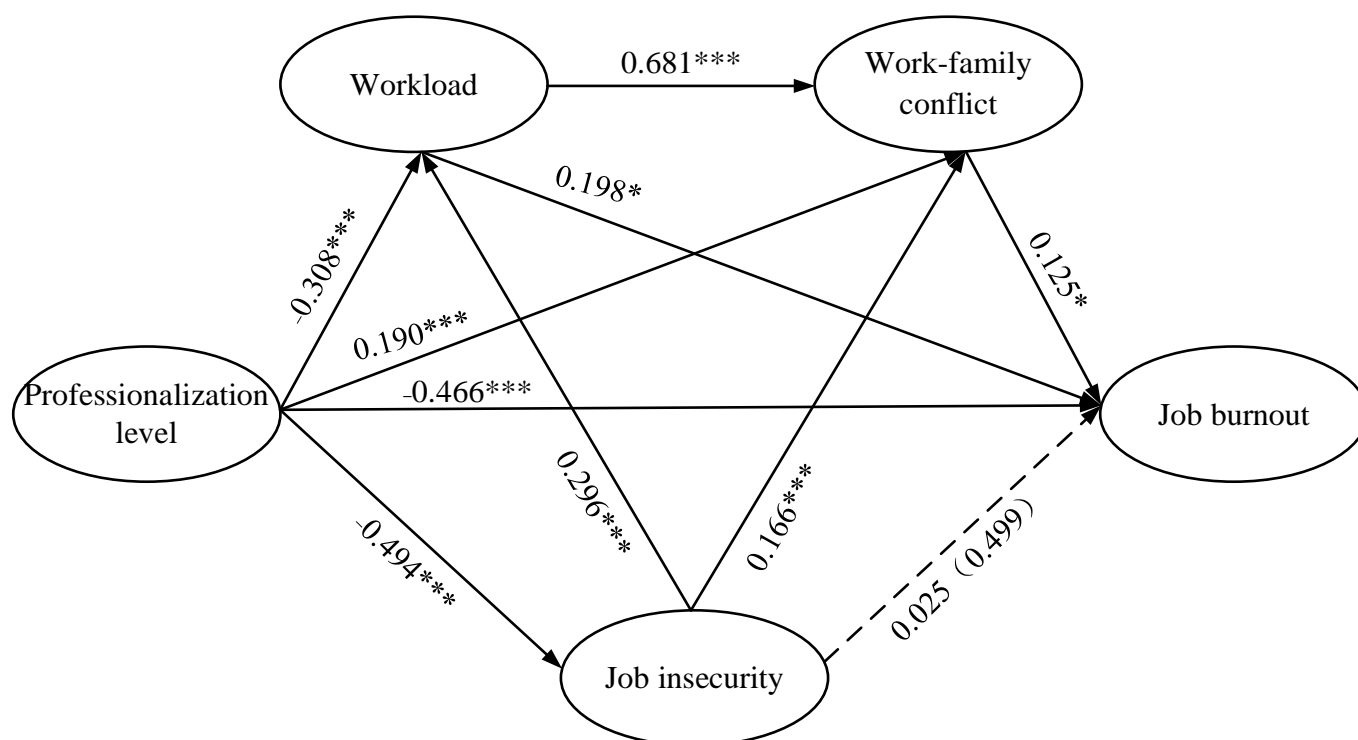 Workload
0.681***
Work-family
conflict
0.198*
-0.308***
0.125*
0.190***
Professionalization
level
-0.466***
Job burnout
0.296***
0.166***
-0.494***
0.025（0.499）
Job insecurity